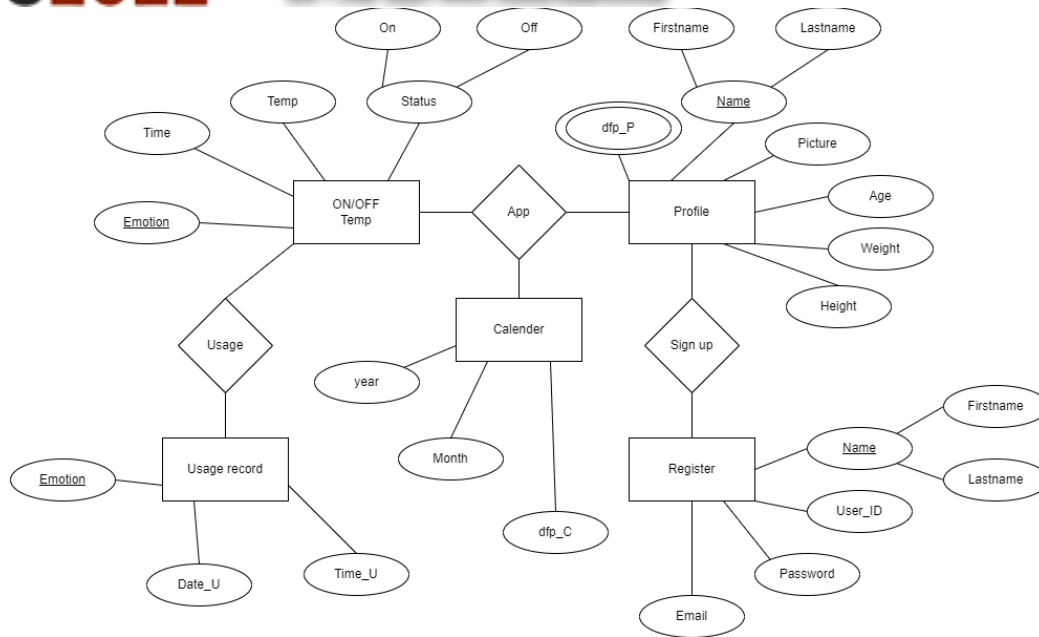 On
Off
Firstname
Lastname
Temp
Status
Name
Time
dfp_P
Picture
Emotion
ON/OFF
Temp
App
Profile
Age
Weight
Height
Usage
Calender
Sign up
year
Month
Firstname
Name
Lastname
Emotion
Usage record
Register
User_ID
dfp_C
Date_U
Time_U
Password
Email